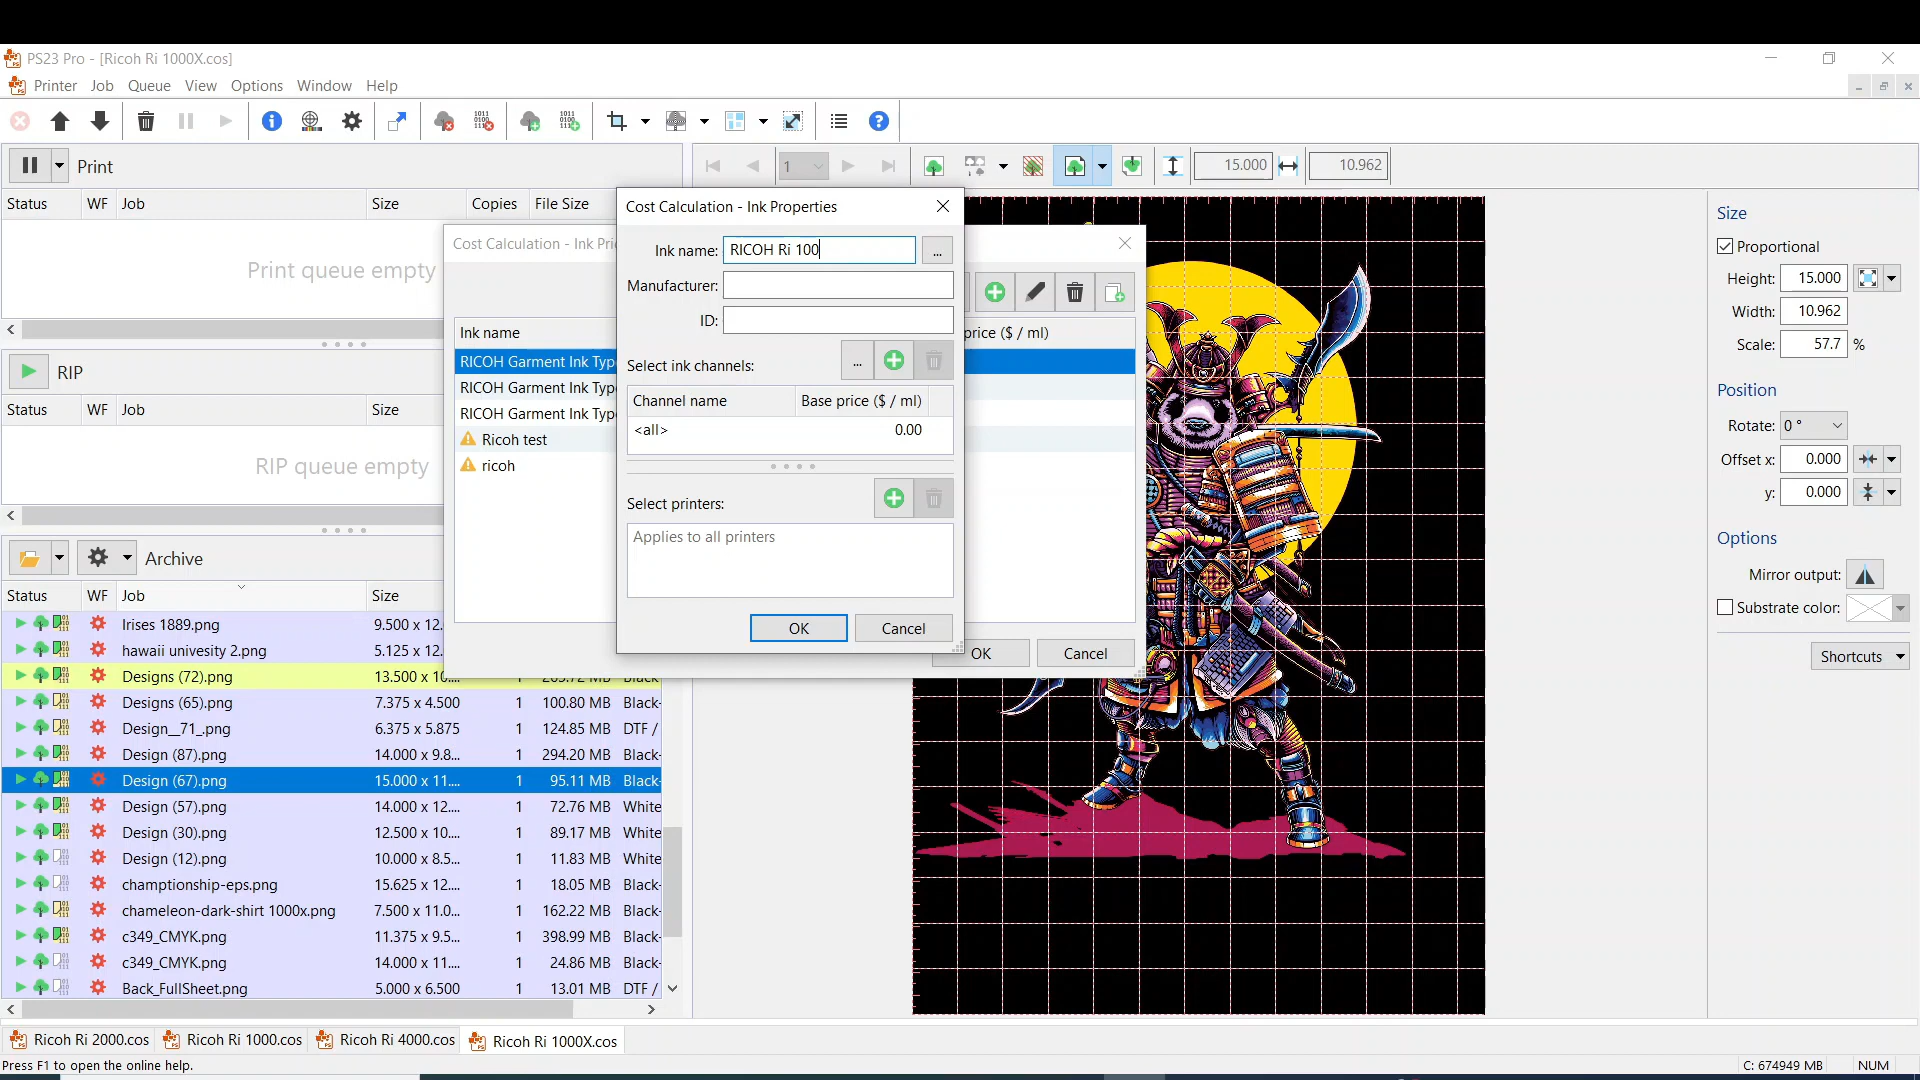 PS23 Pro - [Ricoh Ri 1000X.cos]
Printer Job Queue View Options Window Help
Print
1
15.000
10.962
Status WF Job Size Copies File Size
Print queue empty
RIP
Status WF Job Size
RIP queue empty
Archive
Status WF Job Size
Irises 1889.png 9.500 x 12.
hawaii univesity 2.png 5.125 x 12.
Designs (72).png 13.500 x 10... Black-
Designs (65).png 7.375 x 4.500 1 100.80 MB Black-
Design__71_.png 6.375 x 5.875 1 124.85 MB DTF /
Design (87).png 14.000 x 9.8... 1 294.20 MB Black-
Design (67).png 15.000 x 11.... 1 95.11 MB Black-
Design (57).png 14.000 x 12.... 1 72.76 MB White
Design (30).png 12.500 x 10.... 1 89.17 MB White
Design (12).png 10.000 x 8.5... 1 11.83 MB White
champtionship-eps.png 15.625 x 12.... 1 18.05 MB Black-
chameleon-dark-shirt 1000x.png 7.500 x 11.0... 1 162.22 MB Black-
c349_CMYK.png 11.375 x 9.5... 1 398.99 MB Black-
c349_CMYK.png 14.000 x 11.... 1 24.86 MB Black-
Back_FullSheet.png 5.000 x 6.500 1 13.01 MB DTF /
Cost Calculation - Ink Pri
Ink name
price ($ / ml)
RICOH Garment Ink Typ
RICOH Garment Ink Typ
RICOH Garment Ink Typ
Ricoh test
ricoh
OK
Cancel
Cost Calculation - Ink Properties
Ink name: RICOH Ri 100 ...
Manufacturer:
ID:
Select ink channels: ...
Channel name Base price ($ / ml)
<all> 0.00
Select printers:
Applies to all printers
OK Cancel
Size
Proportional
Height: 15.000
Width: 10.962
Scale: 57.7 %
Position
Rotate: 0 °
Offset x: 0.000
y: 0.000
Options
Mirror output:
Substrate color:
Shortcuts
Ricoh Ri 2000.cos Ricoh Ri 1000.cos Ricoh Ri 4000.cos Ricoh Ri 1000X.cos
Press F1 to open the online help.
C: 674949 MB NUM